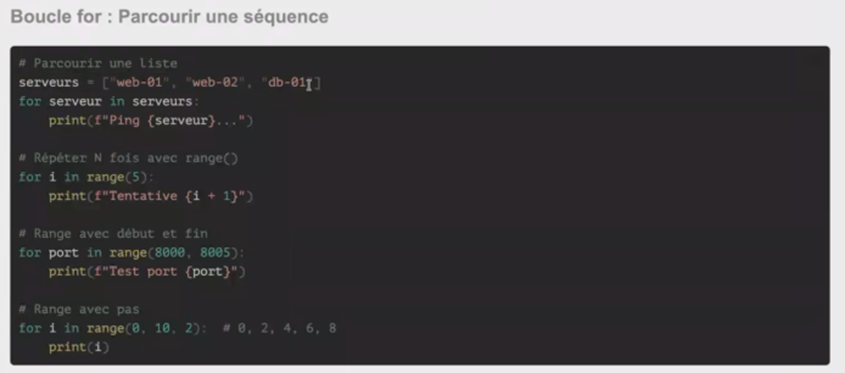 Boucle for : Parcourir une séquence
# Parcourir une liste
serveurs = ["web-01", "web-02", "db-01"]
for serveur in serveurs:
    print(f"Ping {serveur}...")
# Répéter N fois avec range()
for i in range(5):
    print(f"Tentative {i + 1}")
# Range avec début et fin
for port in range(8000, 8005):
    print(f"Test port {port}")
# Range avec pas
for i in range(0, 10, 2):  # 0, 2, 4, 6, 8
    print(i)